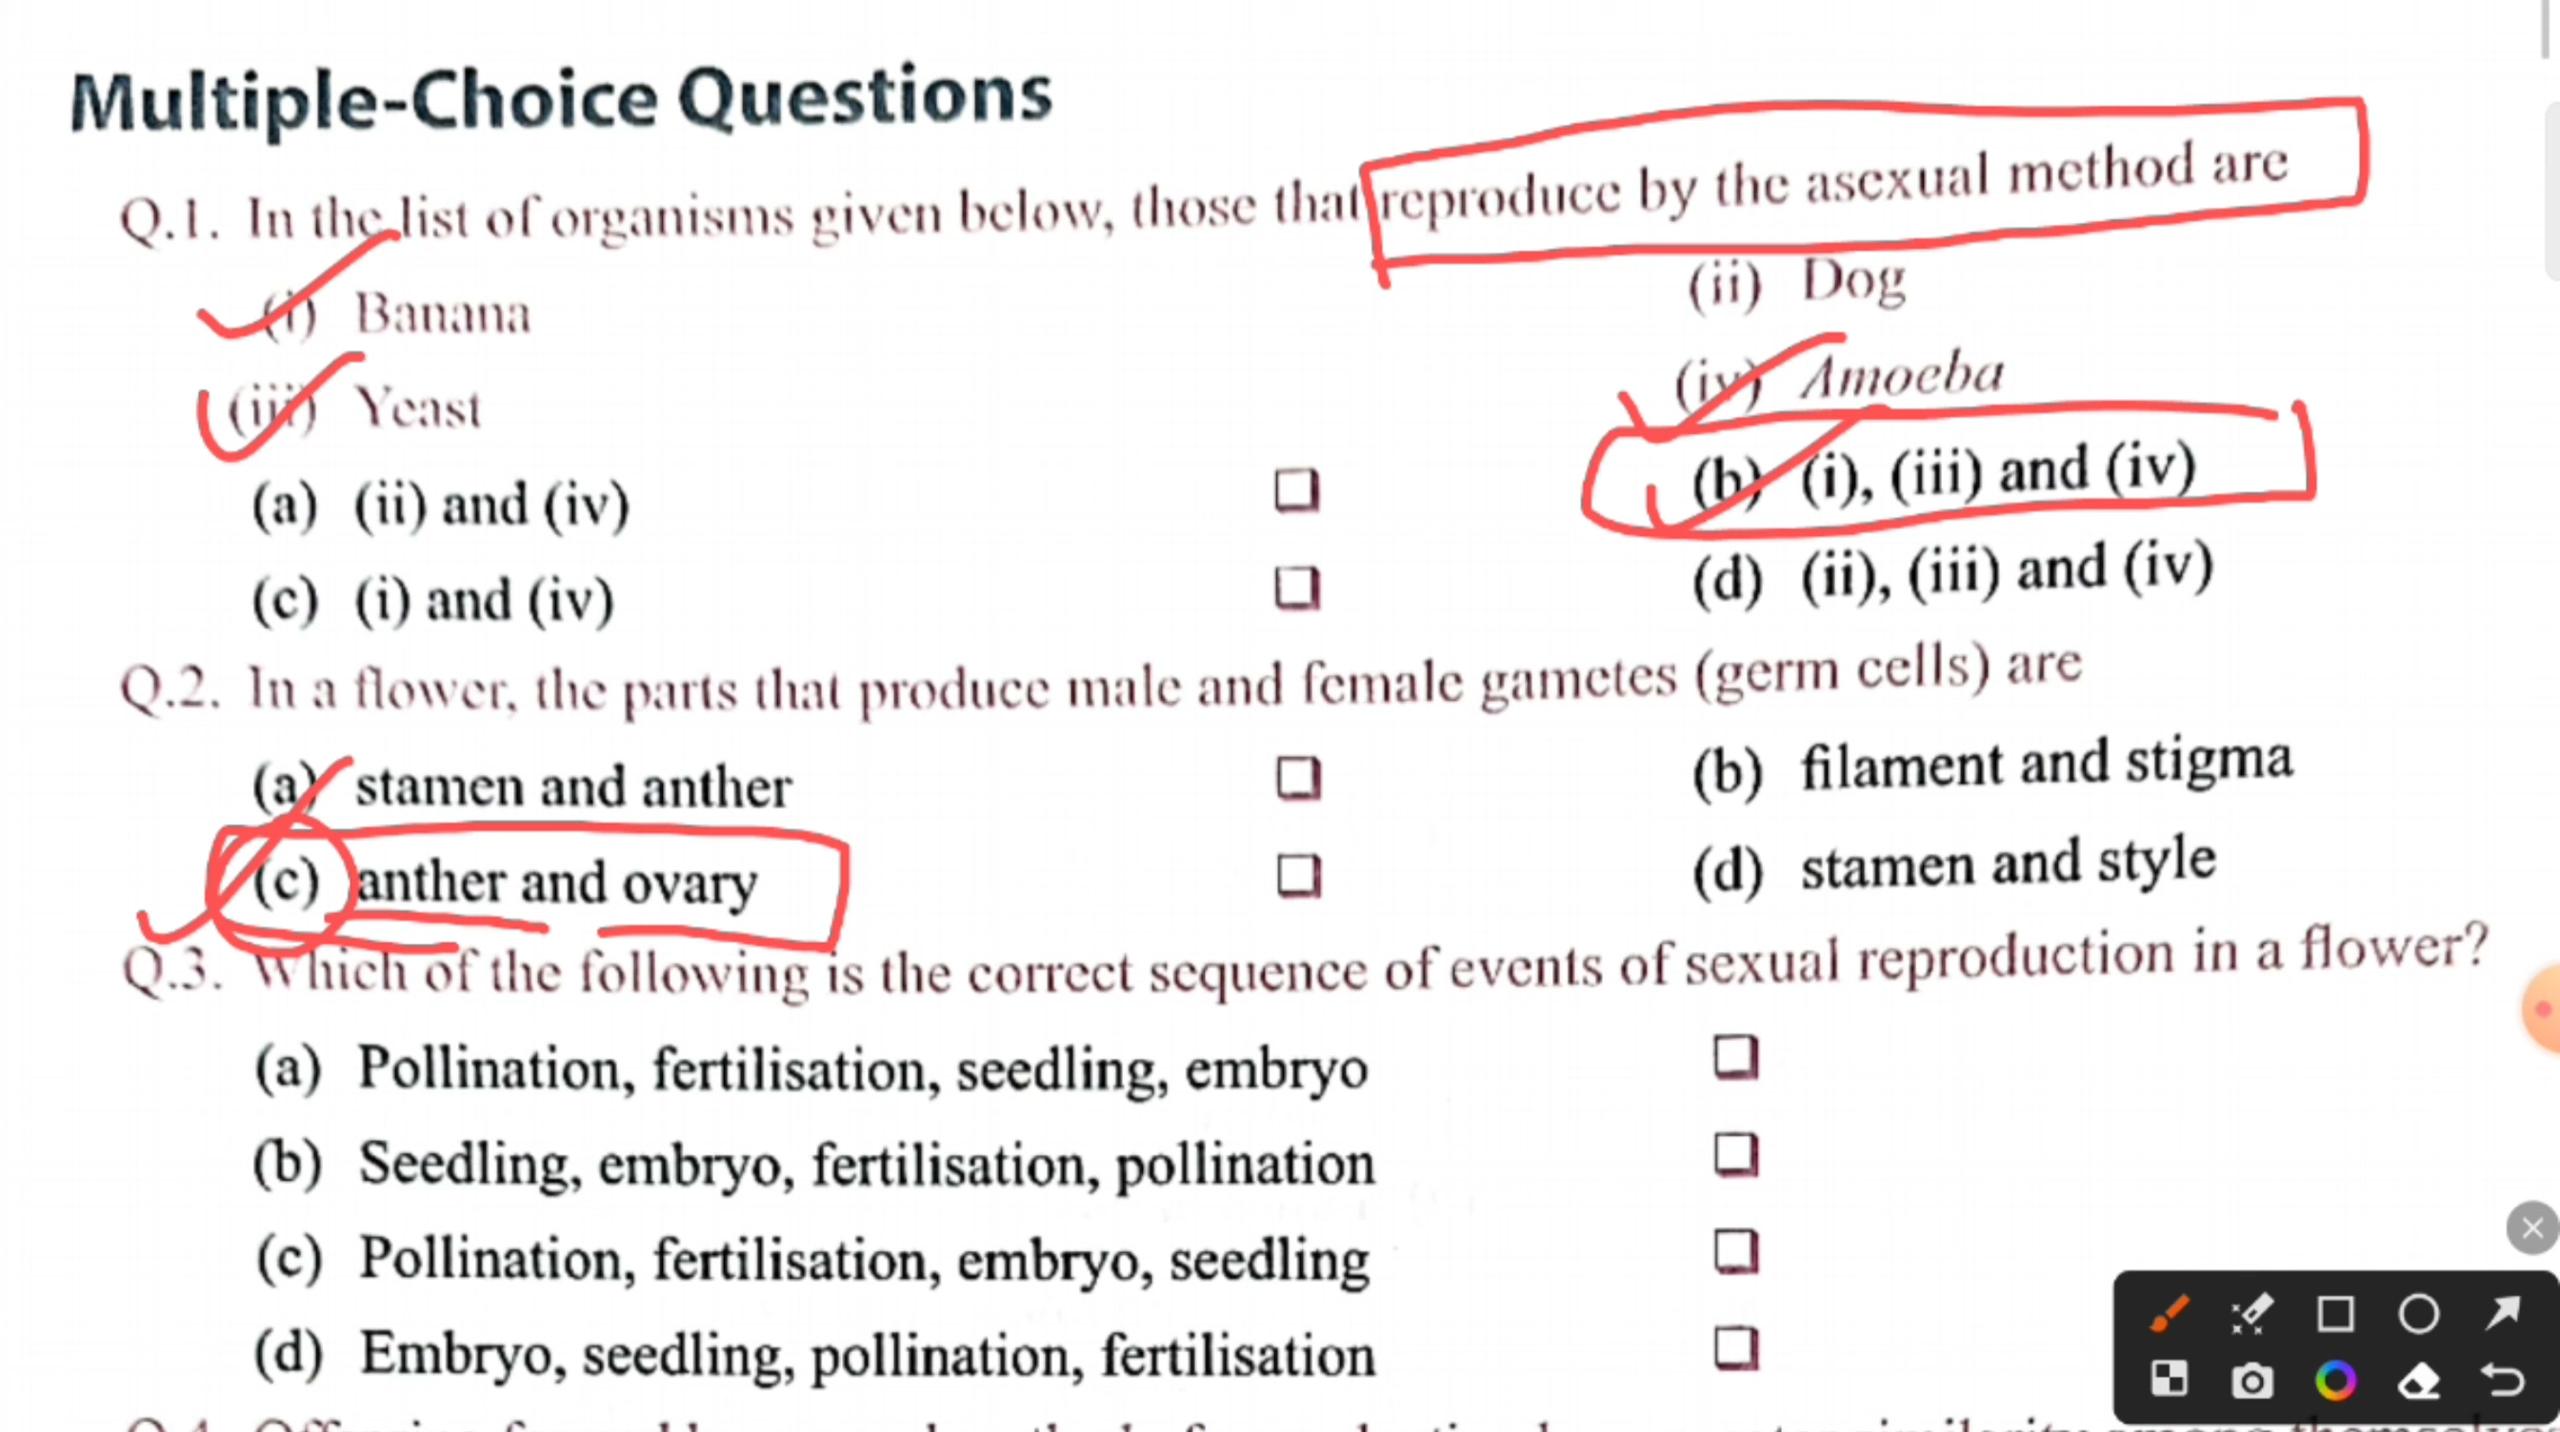 Multiple-Choice Questions
Q.1. In the list of organisms given below, those that reproduce by the asexual method are
(i) Banana (ii) Dog
(iii) Yeast (iv) Amoeba
(a) (ii) and (iv) (b) (i), (iii) and (iv)
(c) (i) and (iv) (d) (ii), (iii) and (iv)
Q.2. In a flower, the parts that produce male and female gametes (germ cells) are
(a) stamen and anther (b) filament and stigma
(c) anther and ovary (d) stamen and style
Q.3. Which of the following is the correct sequence of events of sexual reproduction in a flower?
(a) Pollination, fertilisation, seedling, embryo
(b) Seedling, embryo, fertilisation, pollination
(c) Pollination, fertilisation, embryo, seedling
(d) Embryo, seedling, pollination, fertilisation